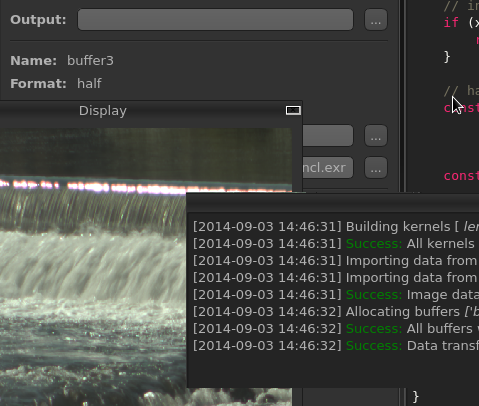 Output:
...
Name: buffer3
Format: half
Display
...
ncl.exr
...
[2014-09-03 14:46:31] Building kernels [
[2014-09-03 14:46:31] Success: All kernels
[2014-09-03 14:46:31] Importing data from
[2014-09-03 14:46:31] Importing data from
[2014-09-03 14:46:31] Success: Image data
[2014-09-03 14:46:32] Allocating buffers ['b
[2014-09-03 14:46:32] Success: All buffers
[2014-09-03 14:46:32] Success: Data transf
// in
if (x
}
// ha
const
const
}